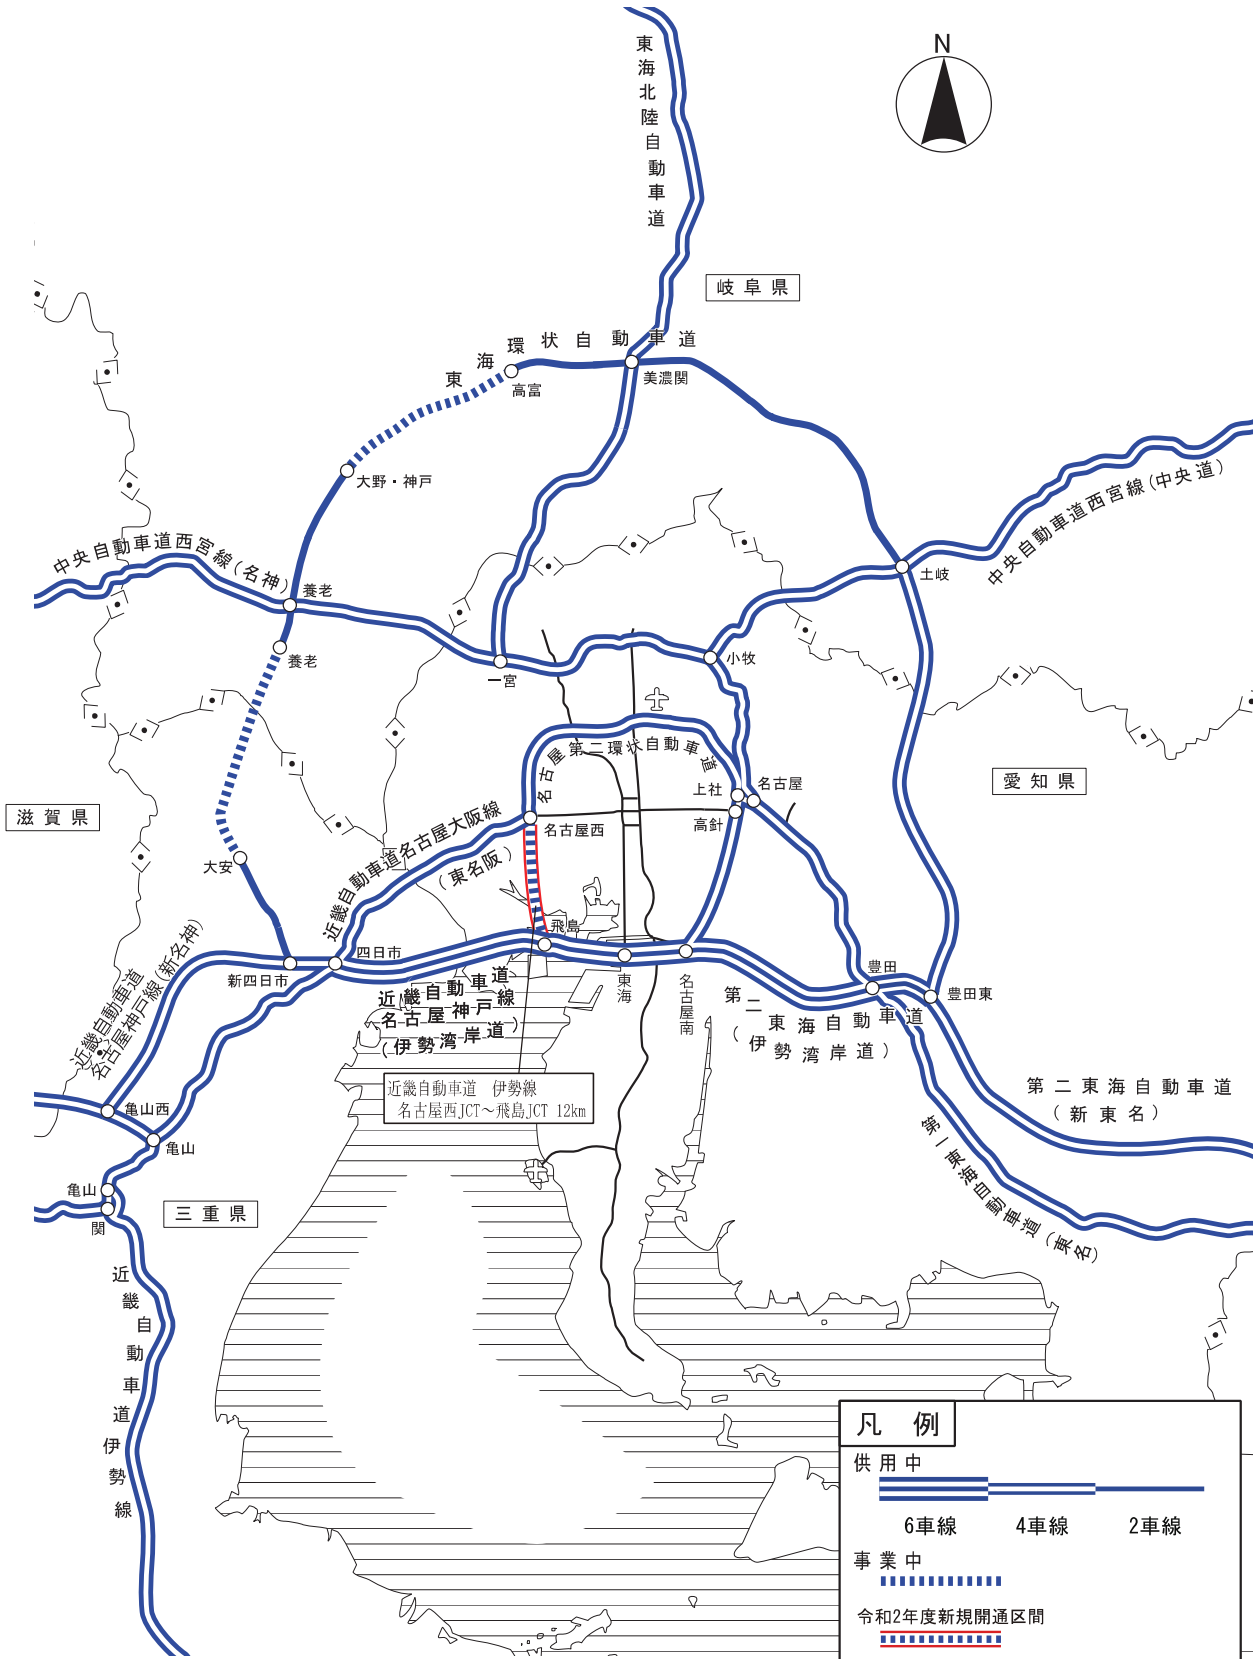 N
東海北陸自動車道
岐阜県
東海環状自動車道
高富
美濃関
大野・神戸
中央自動車道西宮線(中央道)
中央自動車道西宮線(名神)
養老
土岐
養老
小牧
一宮
名古屋第二環状自動車道
愛知県
上社
名古屋
滋賀県
高針
名古屋西
近畿自動車道名古屋大阪線
(東名阪)
大安
飛島
四日市
新四日市
豊田
豊田東
東海
名古屋南
近畿自動車道
名古屋神戸線(新名神)
近畿自動車道
名古屋神戸線
(伊勢湾岸道)
第二東海自動車道
(伊勢湾岸道)
近畿自動車道 伊勢線
名古屋西JCT～飛島JCT 12km
第二東海自動車道
(新東名)
亀山西
亀山
第一東海自動車道(東名)
亀山
関
三重県
近畿自動車道伊勢線
凡例
供用中
6車線 4車線 2車線
事業中
令和2年度新規開通区間